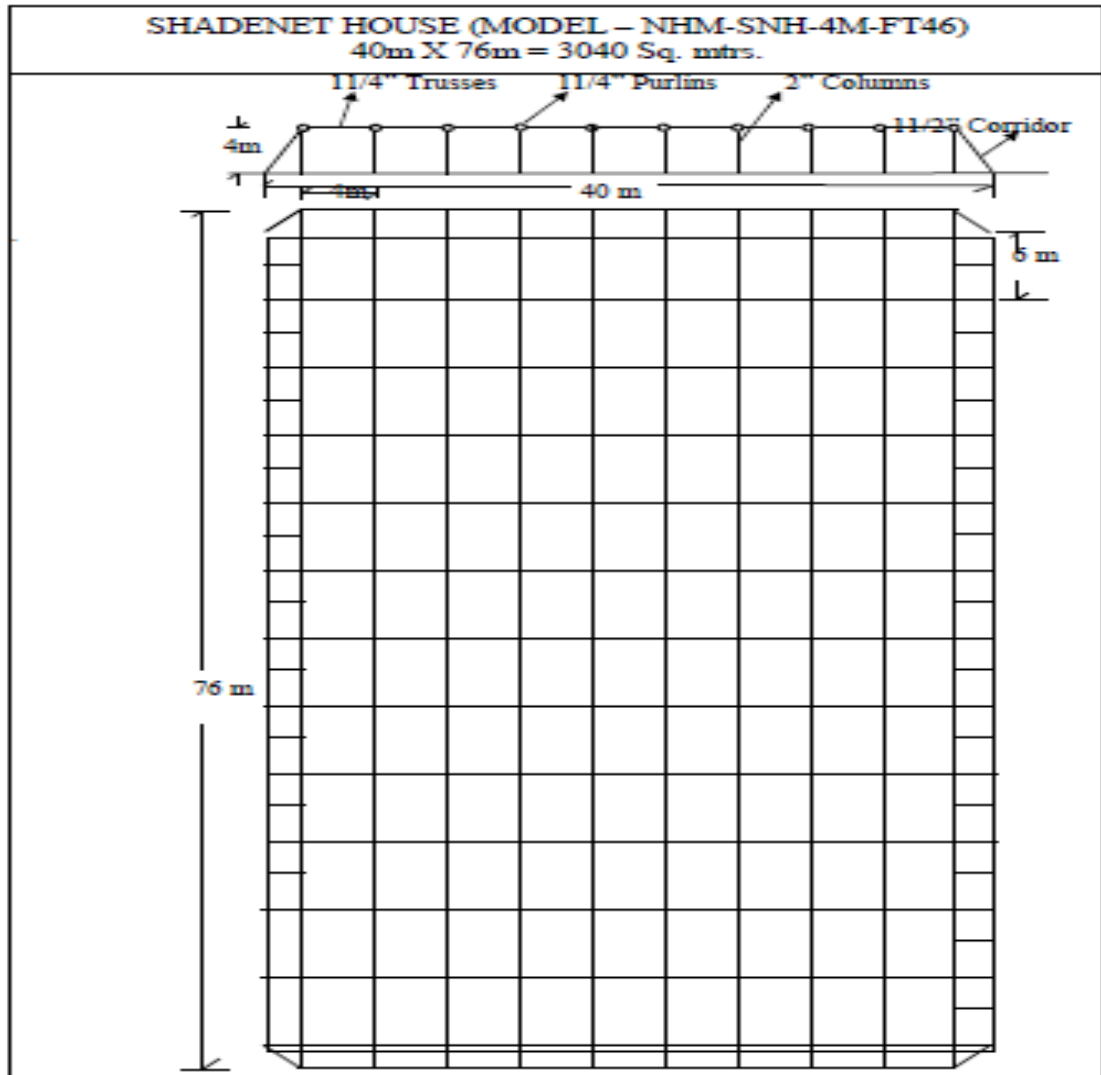 SHADENET HOUSE (MODEL – NHM-SNH-4M-FT46)
40m X 76m = 3040 Sq. mtrs.
11/4” Trusses
11/4” Purlins
2” Columns
11/2” Corridor
4m
4m
40 m
6 m
76 m